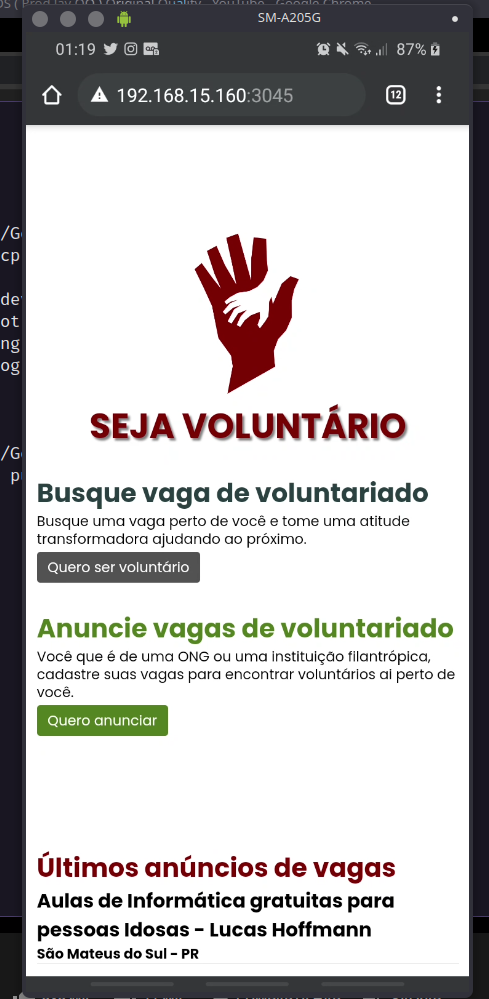 SM-A205G
01:19
87%
192.168.15.160:3045
12
SEJA VOLUNTÁRIO
Busque vaga de voluntariado
Busque uma vaga perto de você e tome uma atitude
transformadora ajudando ao próximo.
Quero ser voluntário
Anuncie vagas de voluntariado
Você que é de uma ONG ou uma instituição filantrópica,
cadastre suas vagas para encontrar voluntários ai perto de
você.
Quero anunciar
Últimos anúncios de vagas
Aulas de Informática gratuitas para
pessoas Idosas - Lucas Hoffmann
São Mateus do Sul - PR